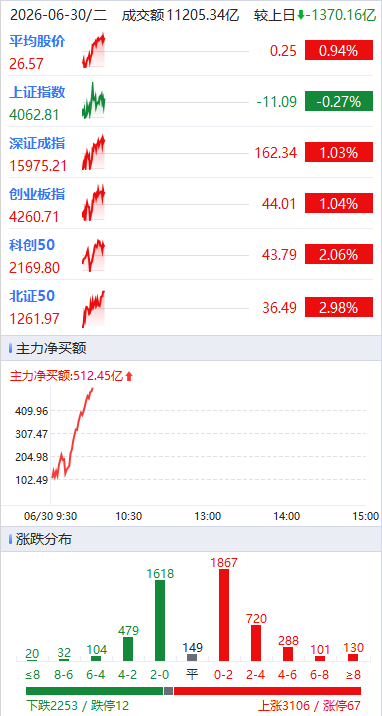 2026-06-30/二 成交额11205.34亿 较上日-1370.16亿
平均股价
26.57 0.25 0.94%
上证指数
4062.81 -11.09 -0.27%
深证成指
15975.21 162.34 1.03%
创业板指
4260.71 44.01 1.04%
科创50
2169.80 43.79 2.06%
北证50
1261.97 36.49 2.98%
主力净买额
主力净买额:512.45亿
409.96
307.47
204.98
102.49
06/30 9:30 10:30 13:00 14:00 15:00
涨跌分布
20 32 104 479 1618 149 1867 720 288 101 130
≤8 8-6 6-4 4-2 2-0 平 0-2 2-4 4-6 6-8 ≥8
下跌2253 / 跌停12 上涨3106 / 涨停67